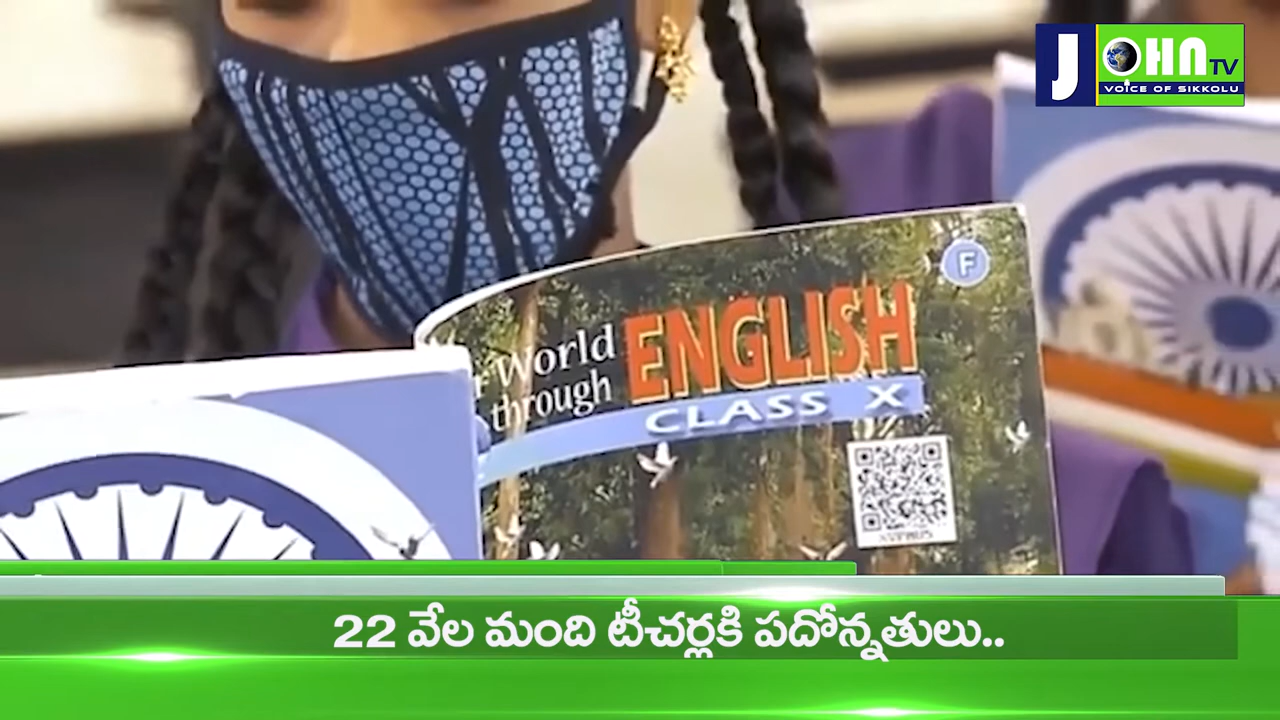 JOHN TV
VOICE OF SIKKOLU
F
World
through
ENGLISH
CLASS X
22 వేల మంది టీచర్లకి పదోన్నతులు..